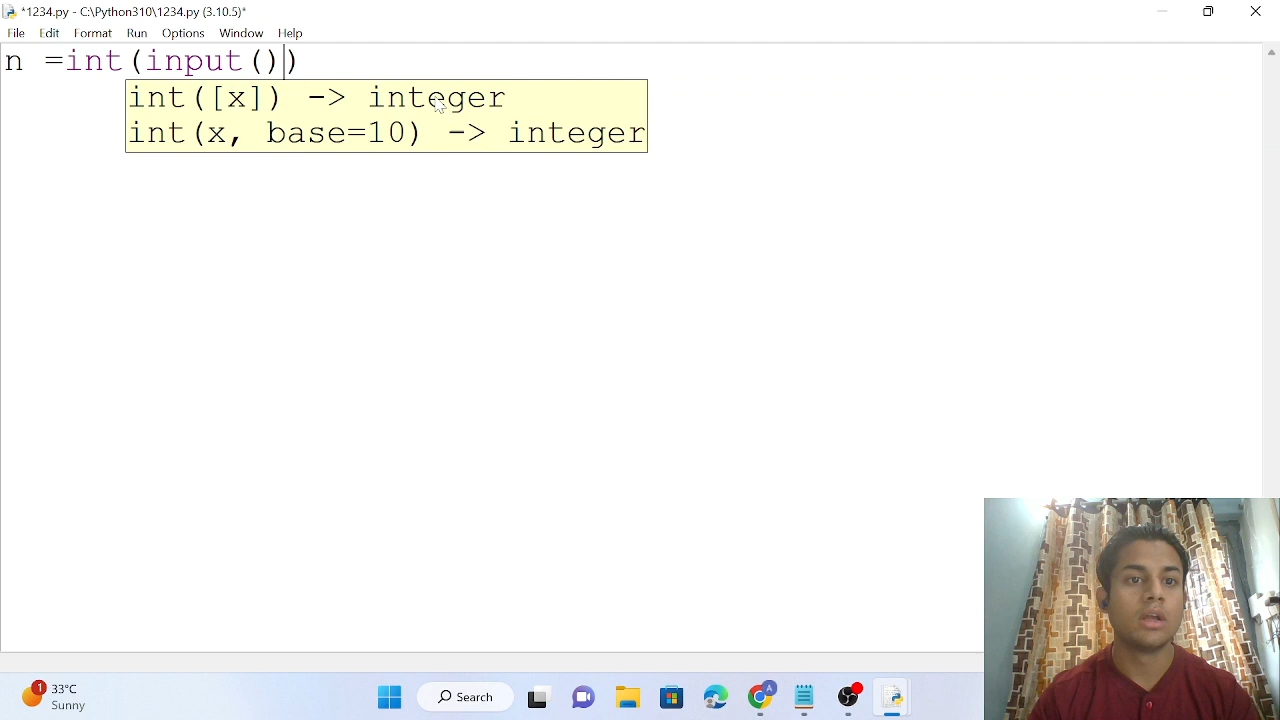 *1234.py - C:\Python310\1234.py (3.10.5)*
File Edit Format Run Options Window Help
n =int(input())
int([x]) -> integer
int(x, base=10) -> integer
1
33°C
Sunny
Search
A